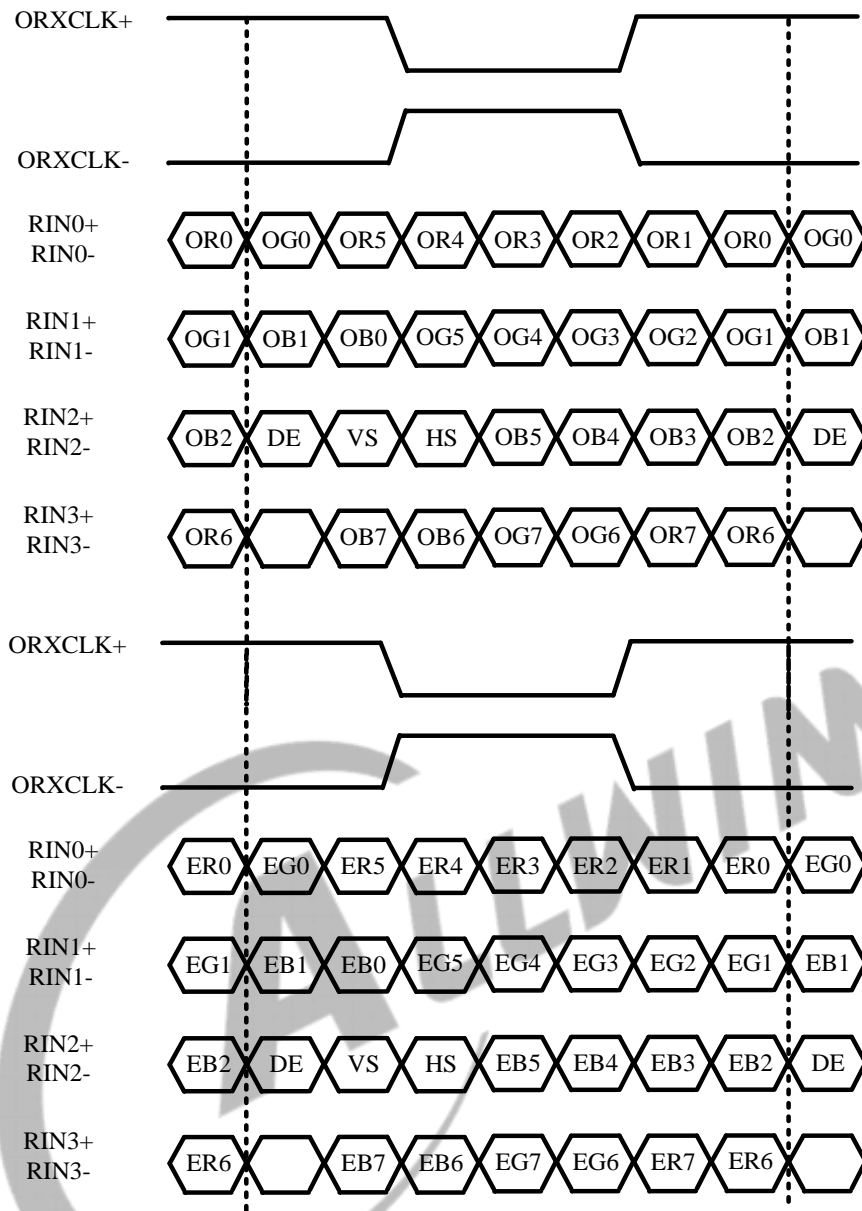 ORXCLK+
ORXCLK-
RIN0+
RIN0-
OR0 OG0 OR5 OR4 OR3 OR2 OR1 OR0 OG0
RIN1+
RIN1-
OG1 OB1 OB0 OG5 OG4 OG3 OG2 OG1 OB1
RIN2+
RIN2-
OB2 DE VS HS OB5 OB4 OB3 OB2 DE
RIN3+
RIN3-
OR6 OB7 OB6 OG7 OG6 OR7 OR6
ORXCLK+
ORXCLK-
RIN0+
RIN0-
ER0 EG0 ER5 ER4 ER3 ER2 ER1 ER0 EG0
RIN1+
RIN1-
EG1 EB1 EB0 EG5 EG4 EG3 EG2 EG1 EB1
RIN2+
RIN2-
EB2 DE VS HS EB5 EB4 EB3 EB2 DE
RIN3+
RIN3-
ER6 EB7 EB6 EG7 EG6 ER7 ER6